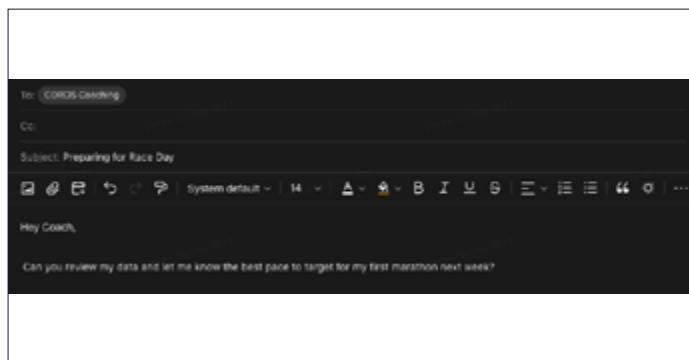 To: COROS Coaching
Cc:
Subject: Preparing for Race Day
System default 14 A B I U S
Hey Coach,
Can you review my data and let me know the best pace to target for my first marathon next week?